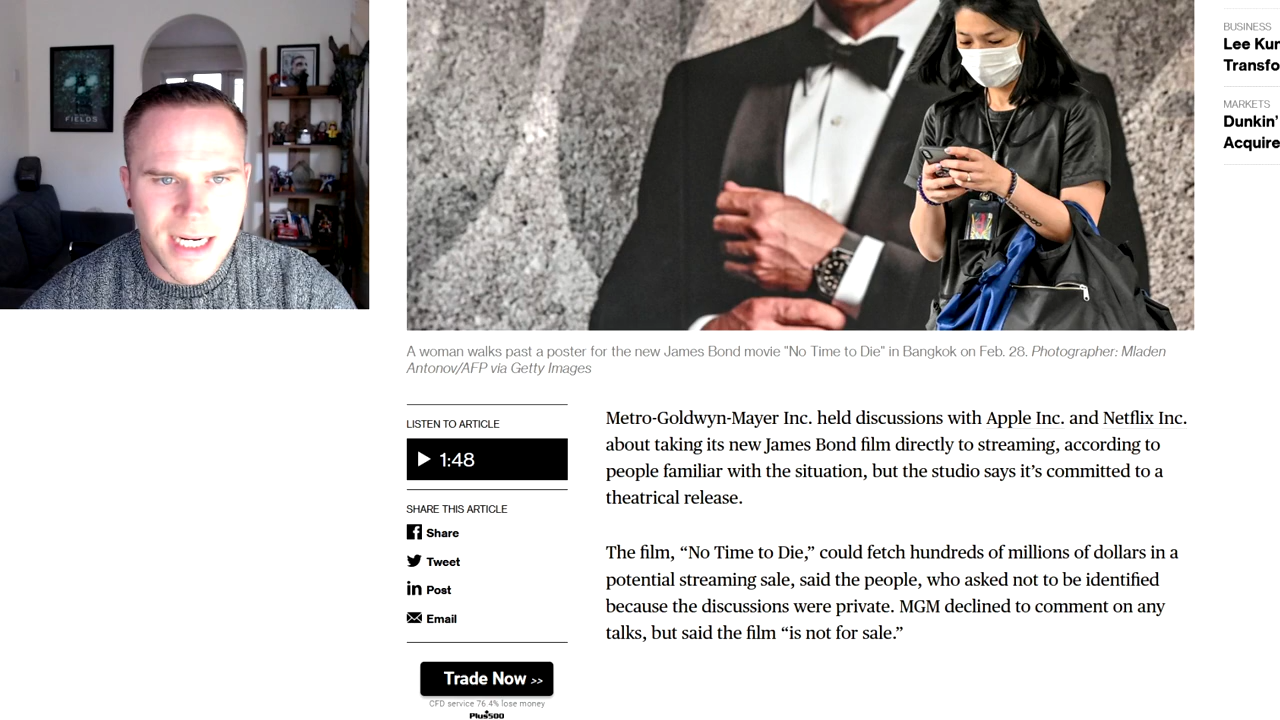 FIELDS
BUSINESS
Lee Kur
Transfo
MARKETS
Dunkin'
Acquire
A woman walks past a poster for the new James Bond movie "No Time to Die" in Bangkok on Feb. 28. Photographer: Mladen
Antonov/AFP via Getty Images
LISTEN TO ARTICLE
1:48
SHARE THIS ARTICLE
Share
Tweet
Post
Email
Trade Now >>
CFD service 76.4% lose money
Plus500
Metro-Goldwyn-Mayer Inc. held discussions with Apple Inc. and Netflix Inc.
about taking its new James Bond film directly to streaming, according to
people familiar with the situation, but the studio says it’s committed to a
theatrical release.
The film, “No Time to Die,” could fetch hundreds of millions of dollars in a
potential streaming sale, said the people, who asked not to be identified
because the discussions were private. MGM declined to comment on any
talks, but said the film “is not for sale.”